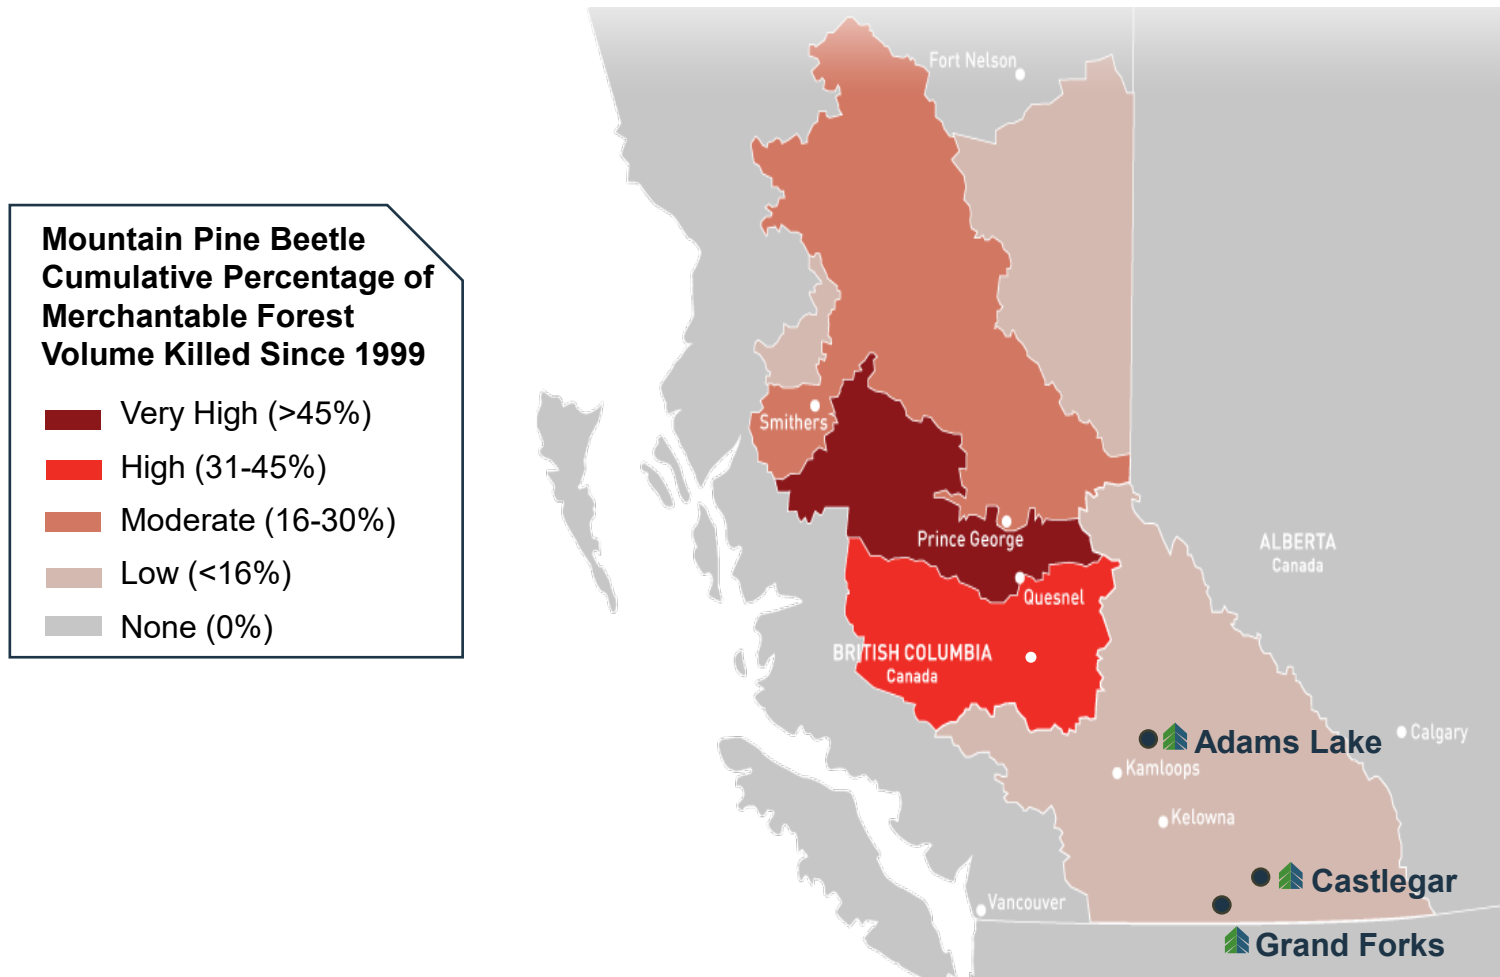 Mountain Pine Beetle
Cumulative Percentage of
Merchantable Forest
Volume Killed Since 1999
Very High (>45%)
High (31-45%)
Moderate (16-30%)
Low (<16%)
None (0%)
Fort Nelson
Smithers
Prince George
Quesnel
ALBERTA
Canada
BRITISH COLUMBIA
Canada
Adams Lake
Calgary
Kamloops
Kelowna
Castlegar
Vancouver
Grand Forks